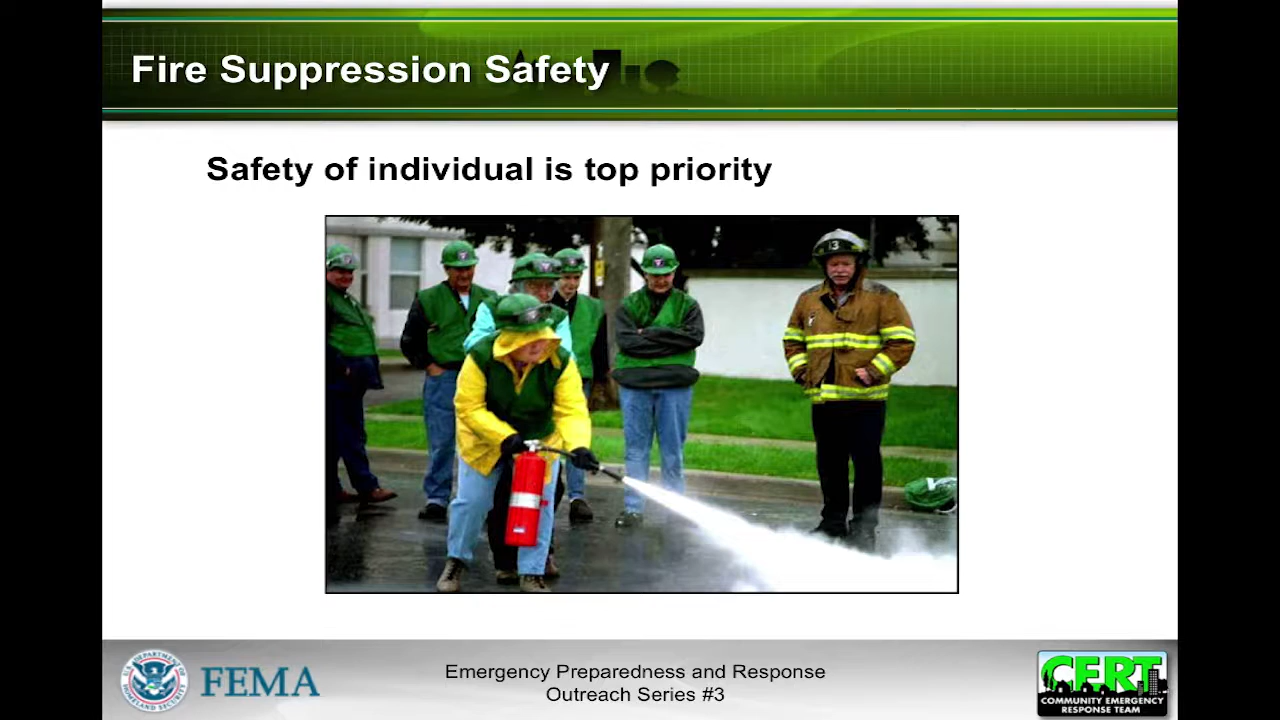 Fire Suppression Safety
Safety of individual is top priority
13
FEMA
Emergency Preparedness and Response
Outreach Series #3
CERT
COMMUNITY EMERGENCY
RESPONSE TEAM